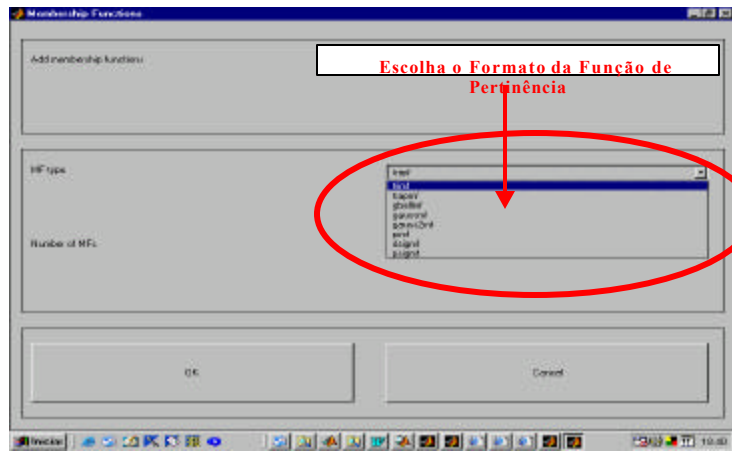 Membership Functions
Add membership functions
Escolha o Formato da Função de
Pertinência
MF type
trimf
trimf
trapmf
gbellmf
gaussmf
gauss2mf
pimf
dsigmf
psigmf
Number of MFs
OK
Cancel
Iniciar